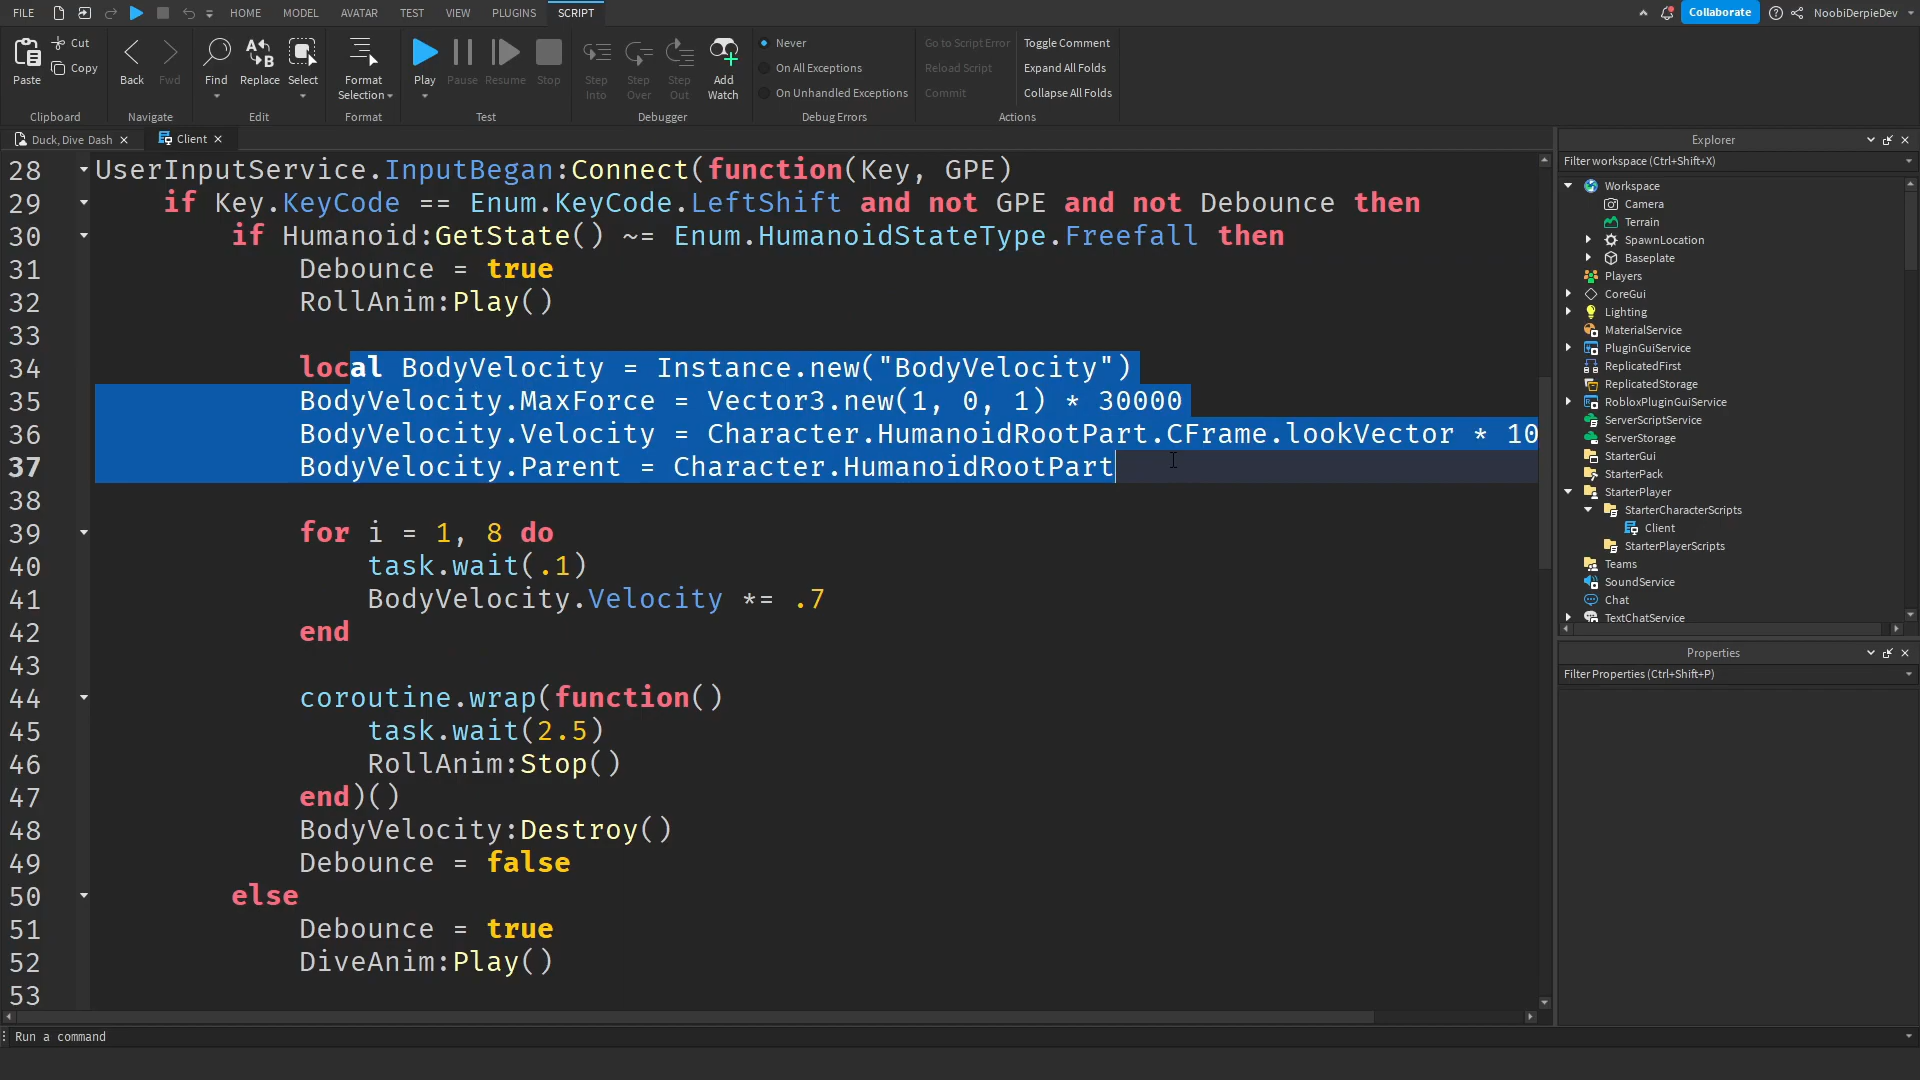 FILE HOME MODEL AVATAR TEST VIEW PLUGINS SCRIPT Collaborate NoobiDerpieDev
Paste Cut Copy Clipboard
Back Fwd Navigate
Find Replace Select Edit
Format Selection Format
Play Pause Resume Stop Test
Step Into Step Over Step Out Add Watch Debugger
Never
On All Exceptions
On Unhandled Exceptions
Debug Errors
Go to Script Error Toggle Comment
Reload Script Expand All Folds
Commit Collapse All Folds
Actions
Duck, Dive Dash Client
28 UserInputService.InputBegan:Connect(function(Key, GPE)
29 if Key.KeyCode == Enum.KeyCode.LeftShift and not GPE and not Debounce then
30 if Humanoid:GetState() ~= Enum.HumanoidStateType.Freefall then
31 Debounce = true
32 RollAnim:Play()
33
34 local BodyVelocity = Instance.new("BodyVelocity")
35 BodyVelocity.MaxForce = Vector3.new(1, 0, 1) * 30000
36 BodyVelocity.Velocity = Character.HumanoidRootPart.CFrame.lookVector * 10
37 BodyVelocity.Parent = Character.HumanoidRootPart
38
39 for i = 1, 8 do
40 task.wait(.1)
41 BodyVelocity.Velocity *= .7
42 end
43
44 coroutine.wrap(function()
45 task.wait(2.5)
46 RollAnim:Stop()
47 end)()
48 BodyVelocity:Destroy()
49 Debounce = false
50 else
51 Debounce = true
52 DiveAnim:Play()
53
Explorer
Filter workspace (Ctrl+Shift+X)
Workspace
Camera
Terrain
SpawnLocation
Baseplate
Players
CoreGui
Lighting
MaterialService
PluginGuiService
ReplicatedFirst
ReplicatedStorage
RobloxPluginGuiService
ServerScriptService
ServerStorage
StarterGui
StarterPack
StarterPlayer
StarterCharacterScripts
Client
StarterPlayerScripts
Teams
SoundService
Chat
TextChatService
Properties
Filter Properties (Ctrl+Shift+P)
Run a command